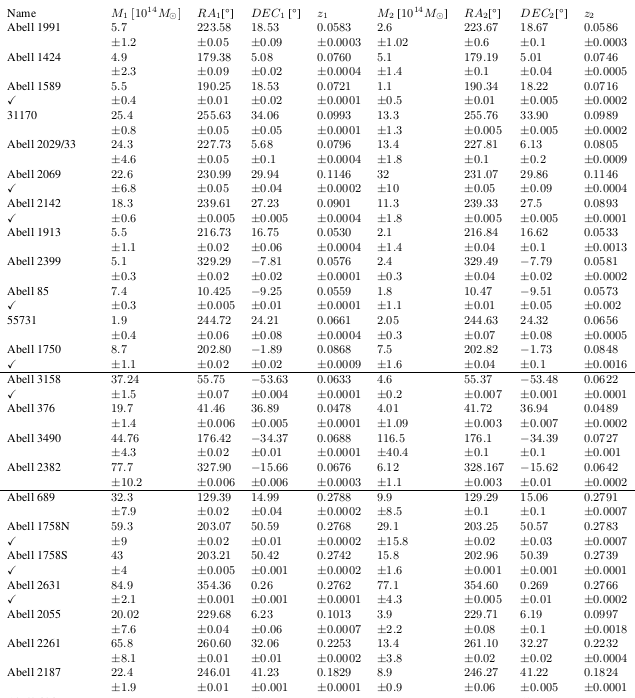 Name M₁ [10¹⁴M⊙] RA₁[°] DEC₁[°] z₁ M₂ [10¹⁴M⊙] RA₂[°] DEC₂[°] z₂
Abell 1991 5.7 223.58 18.53 0.0583 2.6 223.67 18.67 0.0586
±1.2 ±0.05 ±0.09 ±0.0003 ±1.02 ±0.6 ±0.1 ±0.0003
Abell 1424 4.9 179.38 5.08 0.0760 5.1 179.19 5.01 0.0746
±2.3 ±0.09 ±0.02 ±0.0004 ±1.4 ±0.1 ±0.04 ±0.0005
Abell 1589 5.5 190.25 18.53 0.0721 1.1 190.34 18.22 0.0716
✓ ±0.4 ±0.01 ±0.02 ±0.0001 ±0.5 ±0.01 ±0.005 ±0.0002
31170 25.4 255.63 34.06 0.0993 13.3 255.76 33.90 0.0989
±0.8 ±0.05 ±0.05 ±0.0001 ±1.3 ±0.005 ±0.005 ±0.0002
Abell 2029/33 24.3 227.73 5.68 0.0796 13.4 227.81 6.13 0.0805
±4.6 ±0.05 ±0.1 ±0.0004 ±1.8 ±0.1 ±0.2 ±0.0009
Abell 2069 22.6 230.99 29.94 0.1146 32 231.07 29.86 0.1146
✓ ±6.8 ±0.05 ±0.04 ±0.0002 ±10 ±0.05 ±0.09 ±0.0004
Abell 2142 18.3 239.61 27.23 0.0901 11.3 239.33 27.5 0.0893
✓ ±0.6 ±0.005 ±0.005 ±0.0004 ±1.8 ±0.005 ±0.005 ±0.0001
Abell 1913 5.5 216.73 16.75 0.0530 2.1 216.84 16.62 0.0533
±1.1 ±0.02 ±0.06 ±0.0004 ±1.4 ±0.04 ±0.1 ±0.0013
Abell 2399 5.1 329.29 −7.81 0.0576 2.4 329.49 −7.79 0.0581
±0.3 ±0.02 ±0.02 ±0.0001 ±0.3 ±0.04 ±0.02 ±0.0002
Abell 85 7.4 10.425 −9.25 0.0559 1.8 10.47 −9.51 0.0573
✓ ±0.3 ±0.005 ±0.01 ±0.0001 ±1.1 ±0.01 ±0.05 ±0.002
55731 1.9 244.72 24.21 0.0661 2.05 244.63 24.32 0.0656
±0.4 ±0.06 ±0.08 ±0.0004 ±0.3 ±0.07 ±0.08 ±0.0005
Abell 1750 8.7 202.80 −1.89 0.0868 7.5 202.82 −1.73 0.0848
✓ ±1.1 ±0.02 ±0.02 ±0.0009 ±1.6 ±0.04 ±0.1 ±0.0016
Abell 3158 37.24 55.75 −53.63 0.0633 4.6 55.37 −53.48 0.0622
✓ ±1.5 ±0.07 ±0.004 ±0.0001 ±0.2 ±0.007 ±0.001 ±0.0001
Abell 376 19.7 41.46 36.89 0.0478 4.01 41.72 36.94 0.0489
±1.4 ±0.006 ±0.005 ±0.0001 ±1.09 ±0.003 ±0.007 ±0.0002
Abell 3490 44.76 176.42 −34.37 0.0688 116.5 176.1 −34.39 0.0727
±4.3 ±0.02 ±0.01 ±0.0001 ±40.4 ±0.1 ±0.1 ±0.001
Abell 2382 77.7 327.90 −15.66 0.0676 6.12 328.167 −15.62 0.0642
±10.2 ±0.006 ±0.006 ±0.0003 ±1.1 ±0.003 ±0.01 ±0.0002
Abell 689 32.3 129.39 14.99 0.2788 9.9 129.29 15.06 0.2791
±7.9 ±0.02 ±0.04 ±0.0002 ±8.5 ±0.1 ±0.1 ±0.0007
Abell 1758N 59.3 203.07 50.59 0.2768 29.1 203.25 50.57 0.2783
✓ ±9 ±0.02 ±0.01 ±0.0002 ±15.8 ±0.02 ±0.03 ±0.0007
Abell 1758S 43 203.21 50.42 0.2742 15.8 202.96 50.39 0.2739
✓ ±4 ±0.005 ±0.001 ±0.0002 ±1.6 ±0.001 ±0.001 ±0.0001
Abell 2631 84.9 354.36 0.26 0.2762 77.1 354.60 0.269 0.2766
✓ ±2.1 ±0.001 ±0.001 ±0.0001 ±4.3 ±0.005 ±0.01 ±0.0002
Abell 2055 20.02 229.68 6.23 0.1013 3.9 229.71 6.19 0.0997
±7.6 ±0.04 ±0.06 ±0.0007 ±2.2 ±0.08 ±0.1 ±0.0018
Abell 2261 65.8 260.60 32.06 0.2253 13.4 261.10 32.27 0.2232
±8.1 ±0.01 ±0.01 ±0.0002 ±3.8 ±0.02 ±0.02 ±0.0004
Abell 2187 22.4 246.01 41.23 0.1829 8.9 246.27 41.22 0.1824
±1.9 ±0.01 ±0.001 ±0.0001 ±0.9 ±0.06 ±0.005 ±0.0001